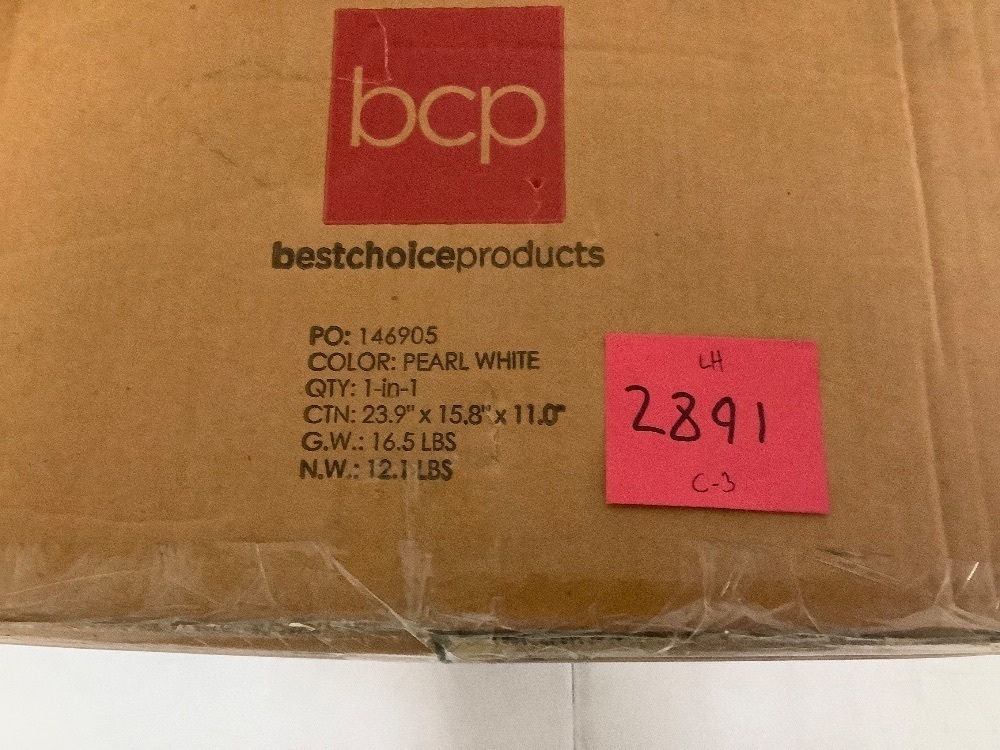 bcp
bestchoiceproducts
PO: 146905
COLOR: PEARL WHITE
QTY: 1-in-1
CTN: 23.9" x 15.8" x 11.0"
G.W.: 16.5 LBS
N.W.: 12.1 LBS
LH
2891
C-3